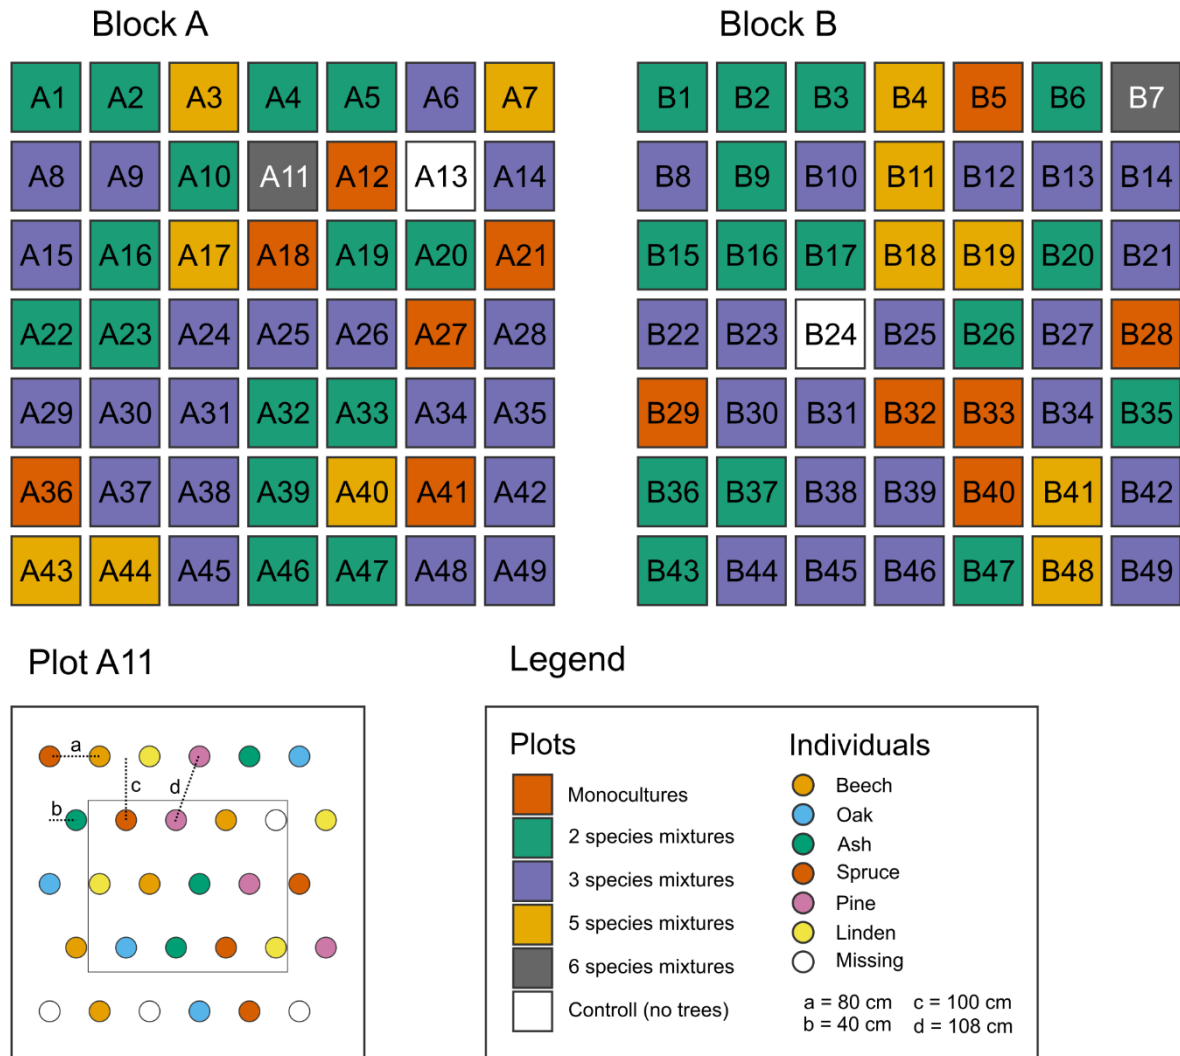 Block A
Block B
A1 A2 A3 A4 A5 A6 A7
B1 B2 B3 B4 B5 B6 B7
A8 A9 A10 A11 A12 A13 A14
B8 B9 B10 B11 B12 B13 B14
A15 A16 A17 A18 A19 A20 A21
B15 B16 B17 B18 B19 B20 B21
A22 A23 A24 A25 A26 A27 A28
B22 B23 B24 B25 B26 B27 B28
A29 A30 A31 A32 A33 A34 A35
B29 B30 B31 B32 B33 B34 B35
A36 A37 A38 A39 A40 A41 A42
B36 B37 B38 B39 B40 B41 B42
A43 A44 A45 A46 A47 A48 A49
B43 B44 B45 B46 B47 B48 B49
Plot A11
a
c
d
b
Legend
Plots
Monocultures
2 species mixtures
3 species mixtures
5 species mixtures
6 species mixtures
Controll (no trees)
Individuals
Beech
Oak
Ash
Spruce
Pine
Linden
Missing
a = 80 cm c = 100 cm
b = 40 cm d = 108 cm